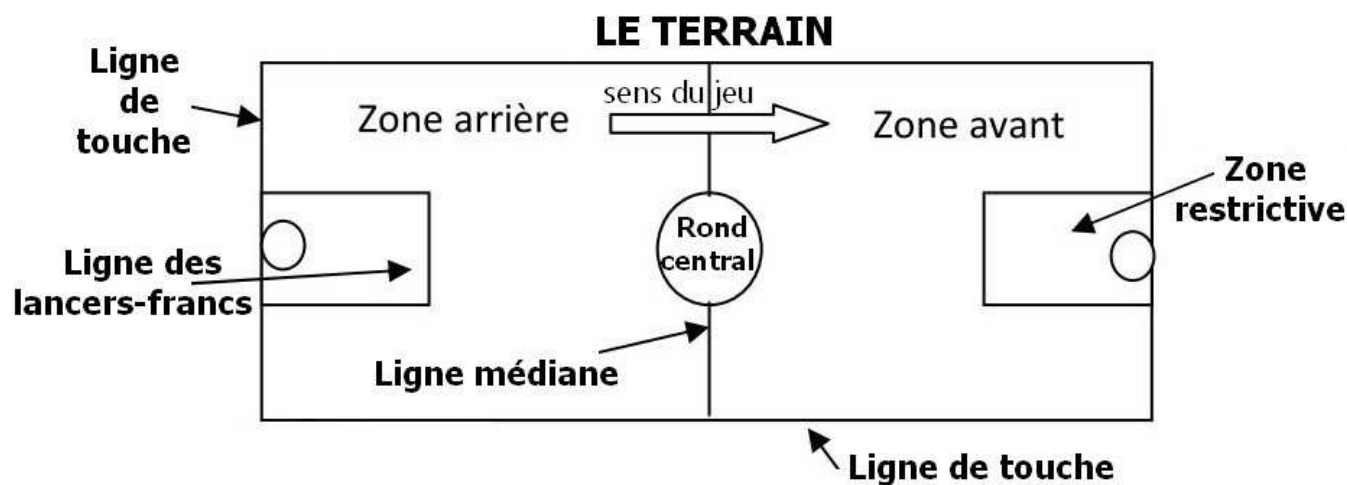 LE TERRAIN
Ligne
de
touche
sens du jeu
Zone arrière
Zone avant
Zone
restrictive
Rond
central
Ligne des
lancers-francs
Ligne médiane
Ligne de touche